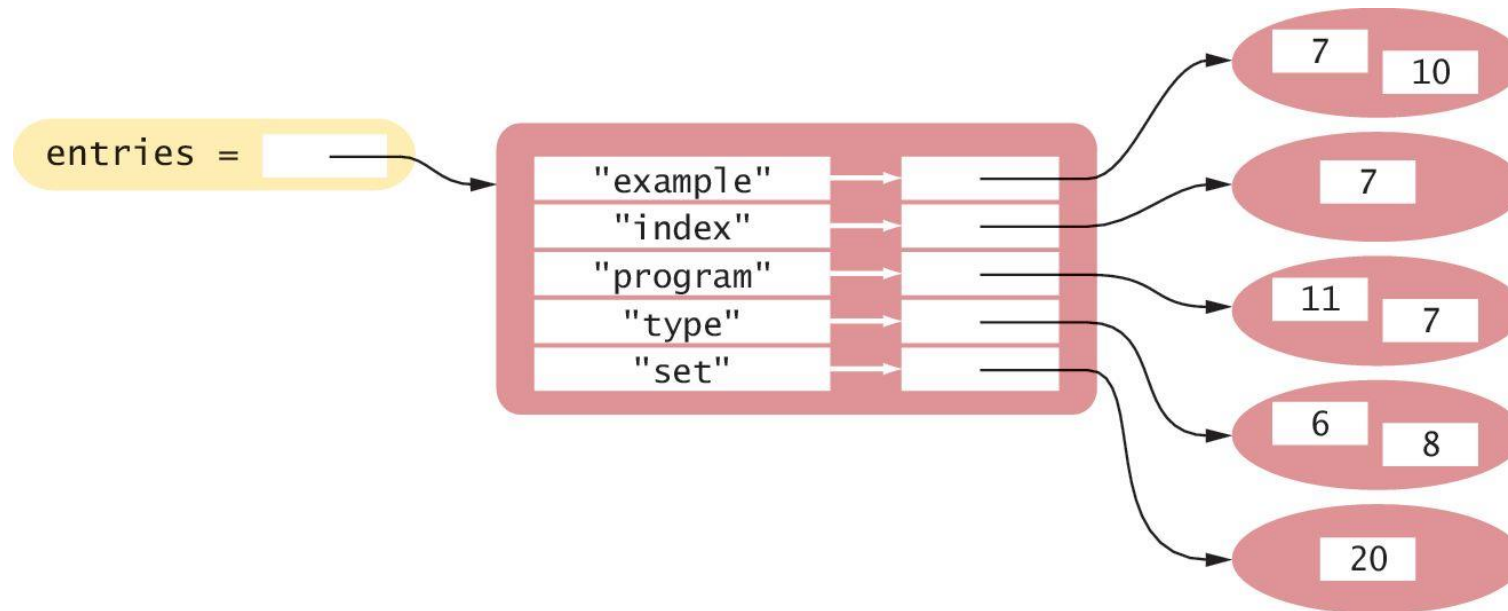 entries =
"example"
"index"
"program"
"type"
"set"
7
10
7
11
7
6
8
20